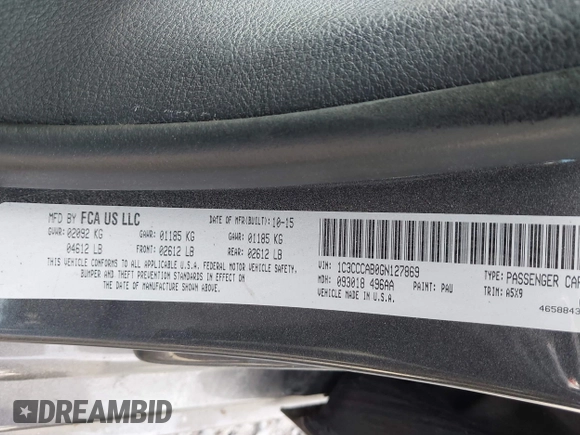 MFD BY FCA US LLC DATE OF MFR(BUILT): 10-15
GVWR: 02092 KG GAWR: 01185 KG GAWR: 01185 KG
04612 LB FRONT: 02612 LB REAR: 02612 LB
THIS VEHICLE CONFORMS TO ALL APPLICABLE U.S.A. FEDERAL MOTOR VEHICLE SAFETY,
BUMPER AND THEFT PREVENTION STANDARDS IN EFFECT ON
THE DATE OF MANUFACTURE SHOWN ABOVE.
VIN: 1C3CCCAB0GN127869 TYPE: PASSENGER CAR
MDH: 093018 496AA PAINT: PAU TRIM: A5X9
VEHICLE MADE IN U.S.A.
4658843
DREAMBID